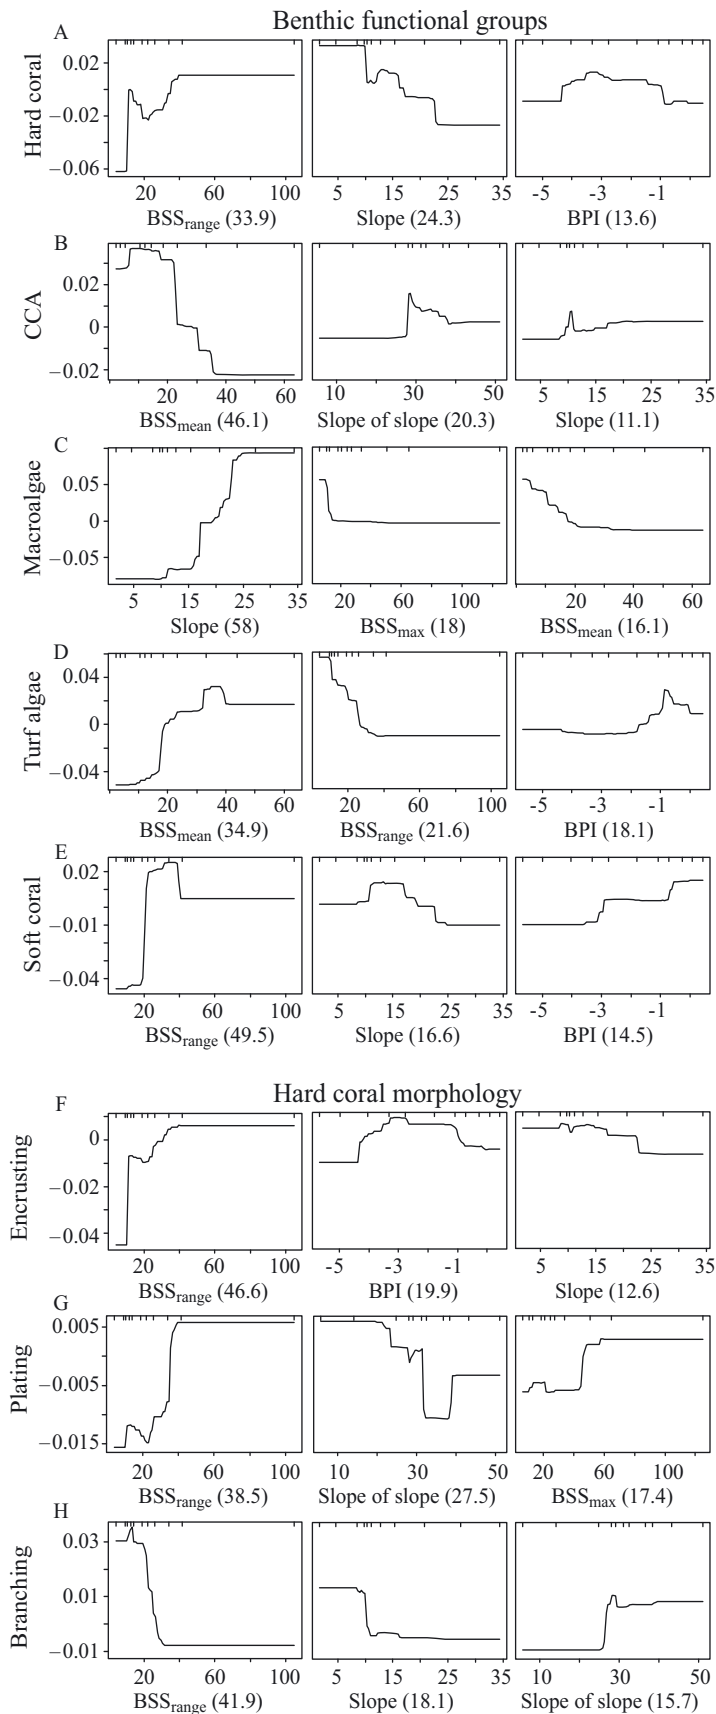 Benthic functional groups
A
Hard coral
0.02
−0.02
−0.06
20 60 100
5 15 25 35
-5 -3 -1
BSSrange (33.9)
Slope (24.3)
BPI (13.6)
B
CCA
0.02
0
−0.02
0 20 40 60
10 30 50
5 15 25 35
BSSmean (46.1)
Slope of slope (20.3)
Slope (11.1)
C
Macroalgae
0.05
0
−0.05
5 15 25 35
20 60 100
0 20 40 60
Slope (58)
BSSmax (18)
BSSmean (16.1)
D
Turf algae
0.04
0
−0.04
0 20 40 60
20 60 100
-5 -3 -1
BSSmean (34.9)
BSSrange (21.6)
BPI (18.1)
E
Soft coral
0.02
−0.01
−0.04
20 60 100
5 15 25 35
-5 -3 -1
BSSrange (49.5)
Slope (16.6)
BPI (14.5)
Hard coral morphology
F
Encrusting
0
−0.02
−0.04
20 60 100
-5 -3 -1
5 15 25 35
BSSrange (46.6)
BPI (19.9)
Slope (12.6)
G
Plating
0.005
−0.005
−0.015
20 60 100
10 30 50
20 60 100
BSSrange (38.5)
Slope of slope (27.5)
BSSmax (17.4)
H
Branching
0.03
0.01
−0.01
20 60 100
5 15 25 35
10 30 50
BSSrange (41.9)
Slope (18.1)
Slope of slope (15.7)